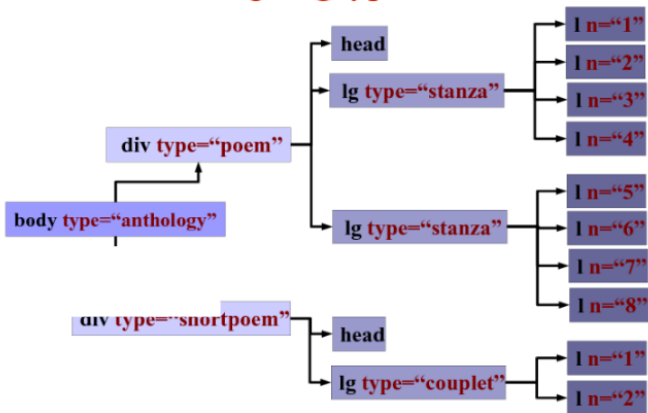 head
lg type=“stanza”
l n=“1”
l n=“2”
l n=“3”
l n=“4”
div type=“poem”
body type=“anthology”
lg type=“stanza”
l n=“5”
l n=“6”
l n=“7”
l n=“8”
div type=“shortpoem”
head
lg type=“couplet”
l n=“1”
l n=“2”